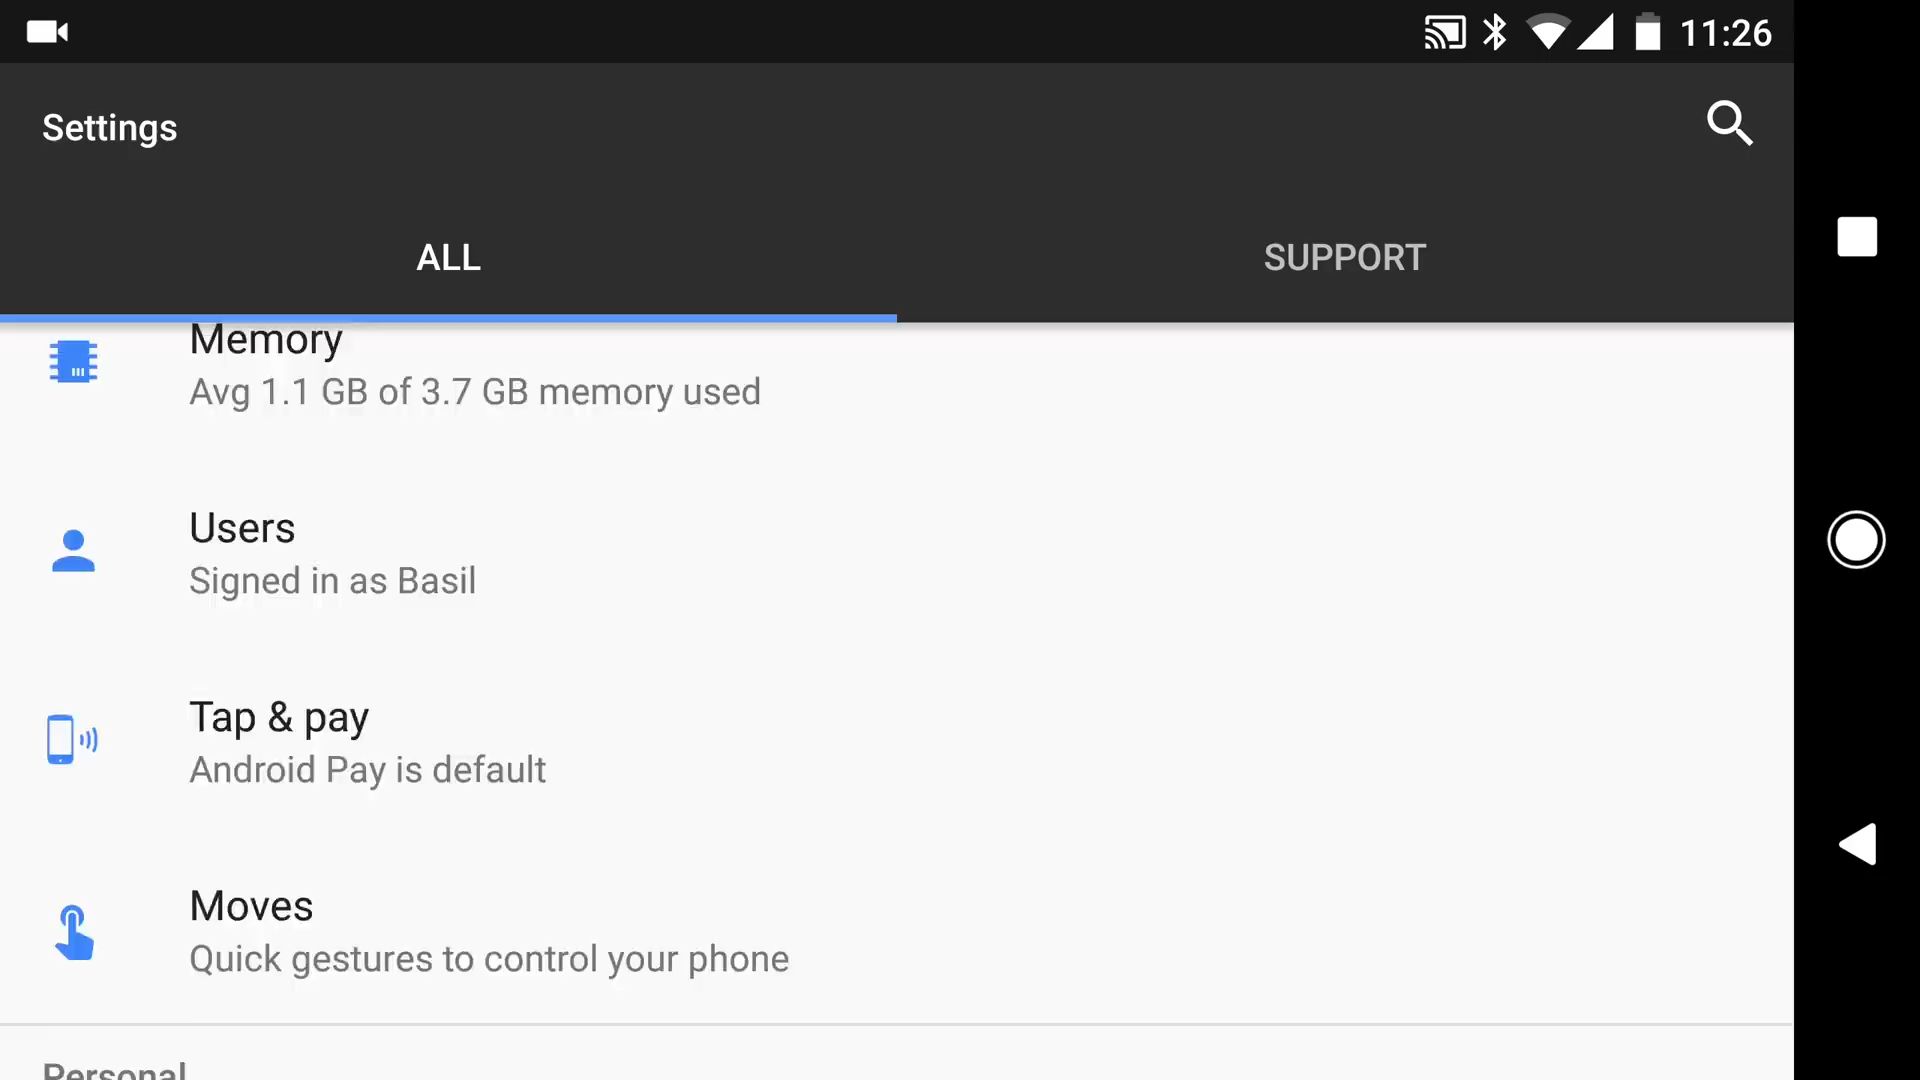 11:26
Settings
ALL
SUPPORT
Memory
Avg 1.1 GB of 3.7 GB memory used
Users
Signed in as Basil
Tap & pay
Android Pay is default
Moves
Quick gestures to control your phone
Personal